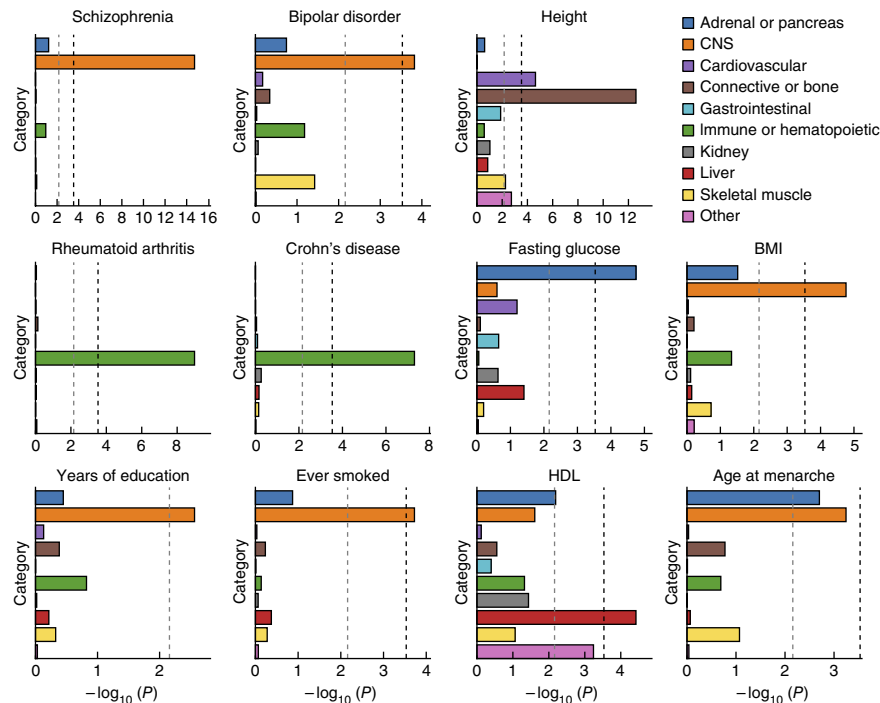 Schizophrenia
Bipolar disorder
Height
Category
Category
Category
0 2 4 6 8 10 12 14 16
0 1 2 3 4
0 2 4 6 8 10 12
Adrenal or pancreas
CNS
Cardiovascular
Connective or bone
Gastrointestinal
Immune or hematopoietic
Kidney
Liver
Skeletal muscle
Other
Rheumatoid arthritis
Crohn's disease
Fasting glucose
BMI
Category
Category
Category
Category
0 2 4 6 8
0 1 2 3 4 5 6 7 8
0 1 2 3 4 5
0 1 2 3 4 5
Years of education
Ever smoked
HDL
Age at menarche
Category
Category
Category
Category
0 1 2
0 1 2 3 4
0 1 2 3 4
0 1 2 3
−log10 (P)
−log10 (P)
−log10 (P)
−log10 (P)